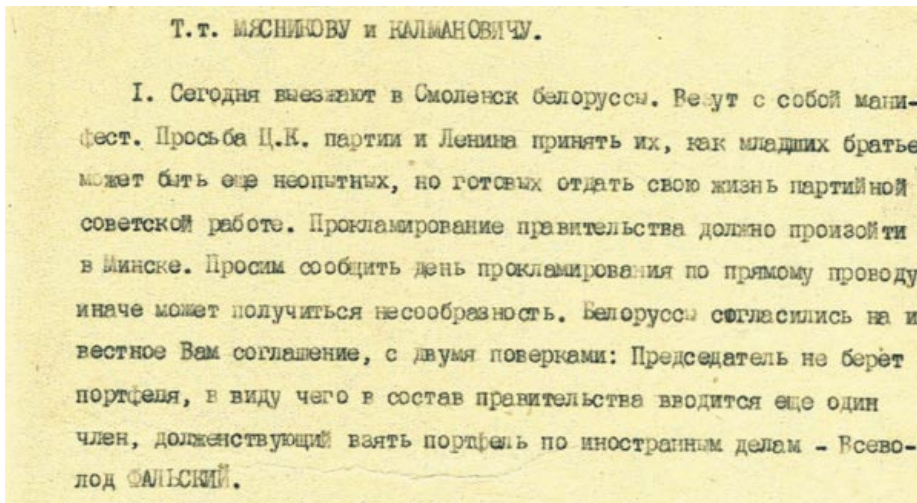 Т.т. МЯСНИКОВУ и КАЛМАНОВИЧУ.
I. Сегодня выезжают в Смоленск белоруссы. Везут с собой мани-
фест. Просьба Ц.К. партии и Ленина принять их, как младших братье
может быть еще неопытных, но готовых отдать свою жизнь партийной
советской работе. Прокламирование правительства должно произойти
в Минске. Просим сообщить день прокламирования по прямому проводу
иначе может получиться несообразность. Белоруссы согласились на и
вестное Вам соглашение, с двумя поверками: Председатель не берет
портфеля, в виду чего в состав правительства вводится еще один
член, долженствующий взять портфель по иностранным делам - Всево-
лод ФАЛЬСКИЙ.